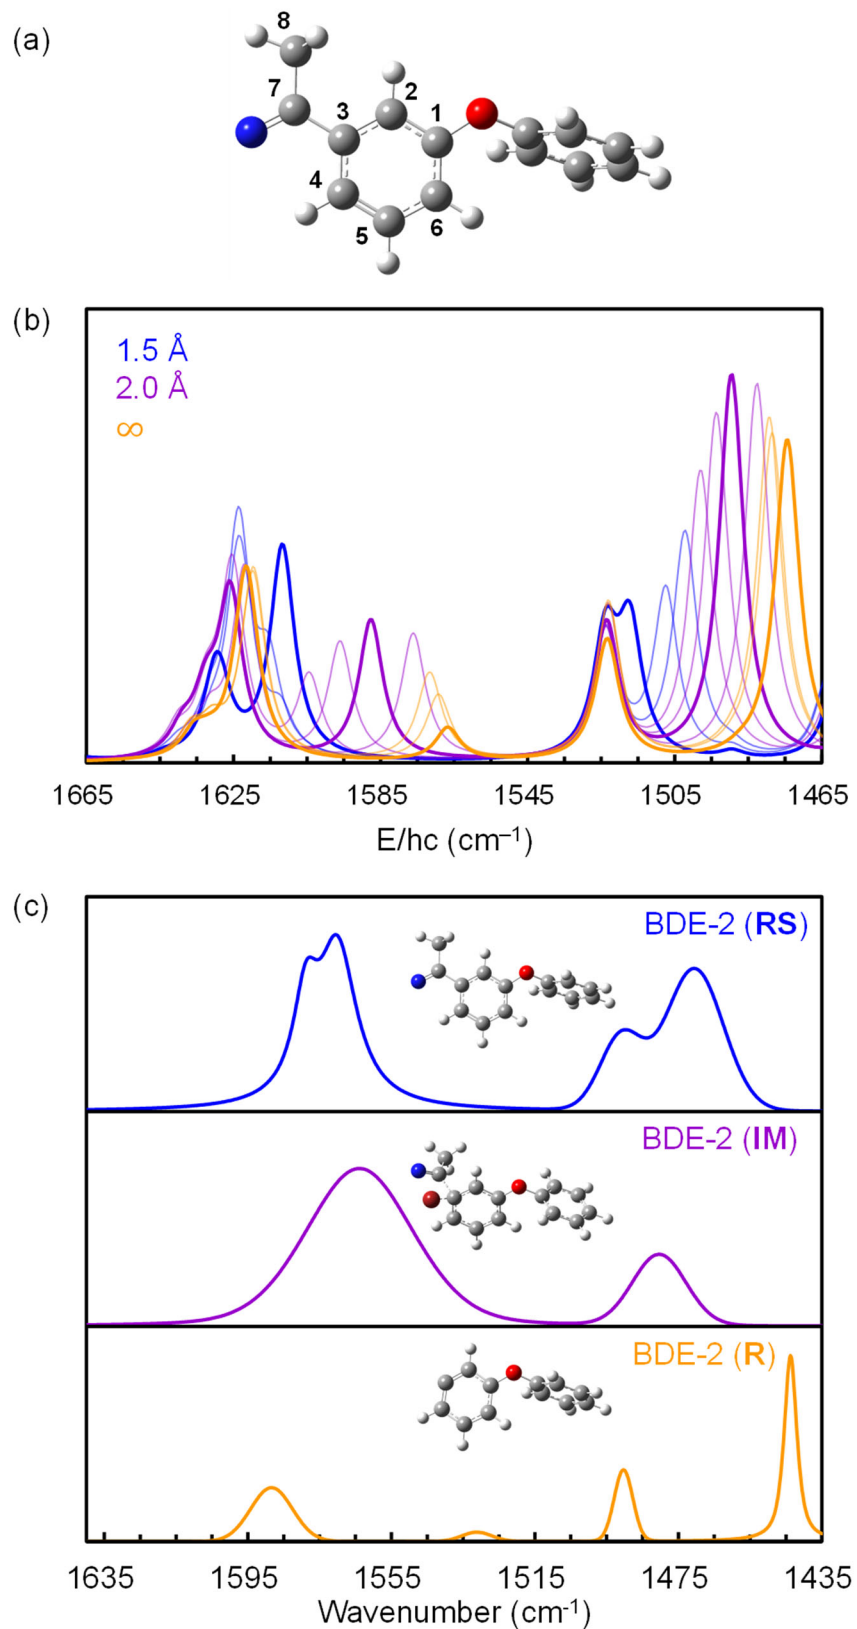 (a)
8
7
3
2
1
4
5
6
(b)
1.5 Å
2.0 Å
∞
1665 1625 1585 1545 1505 1465
E/hc (cm–1)
(c)
BDE-2 (RS)
BDE-2 (IM)
BDE-2 (R)
1635 1595 1555 1515 1475 1435
Wavenumber (cm-1)